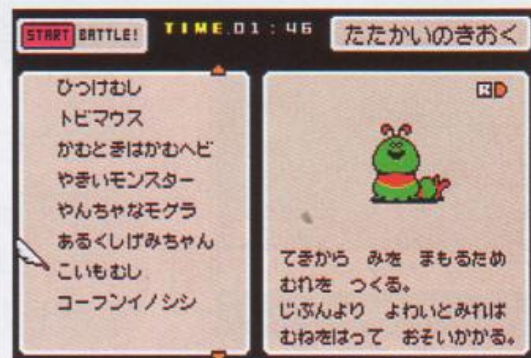 START BATTLE!
TIME 01:46
たたかいのきおく
ひつけむし
トビマウス
かむときはかむヘビ
やきいモンスター
やんちゃなモグラ
あるくしげみちゃん
こいもむし
コーフンイノシシ
R
てきから みを まもるため
むれを つくる。
じぶんより よわいとみれば
むねをはって おそいかかる。